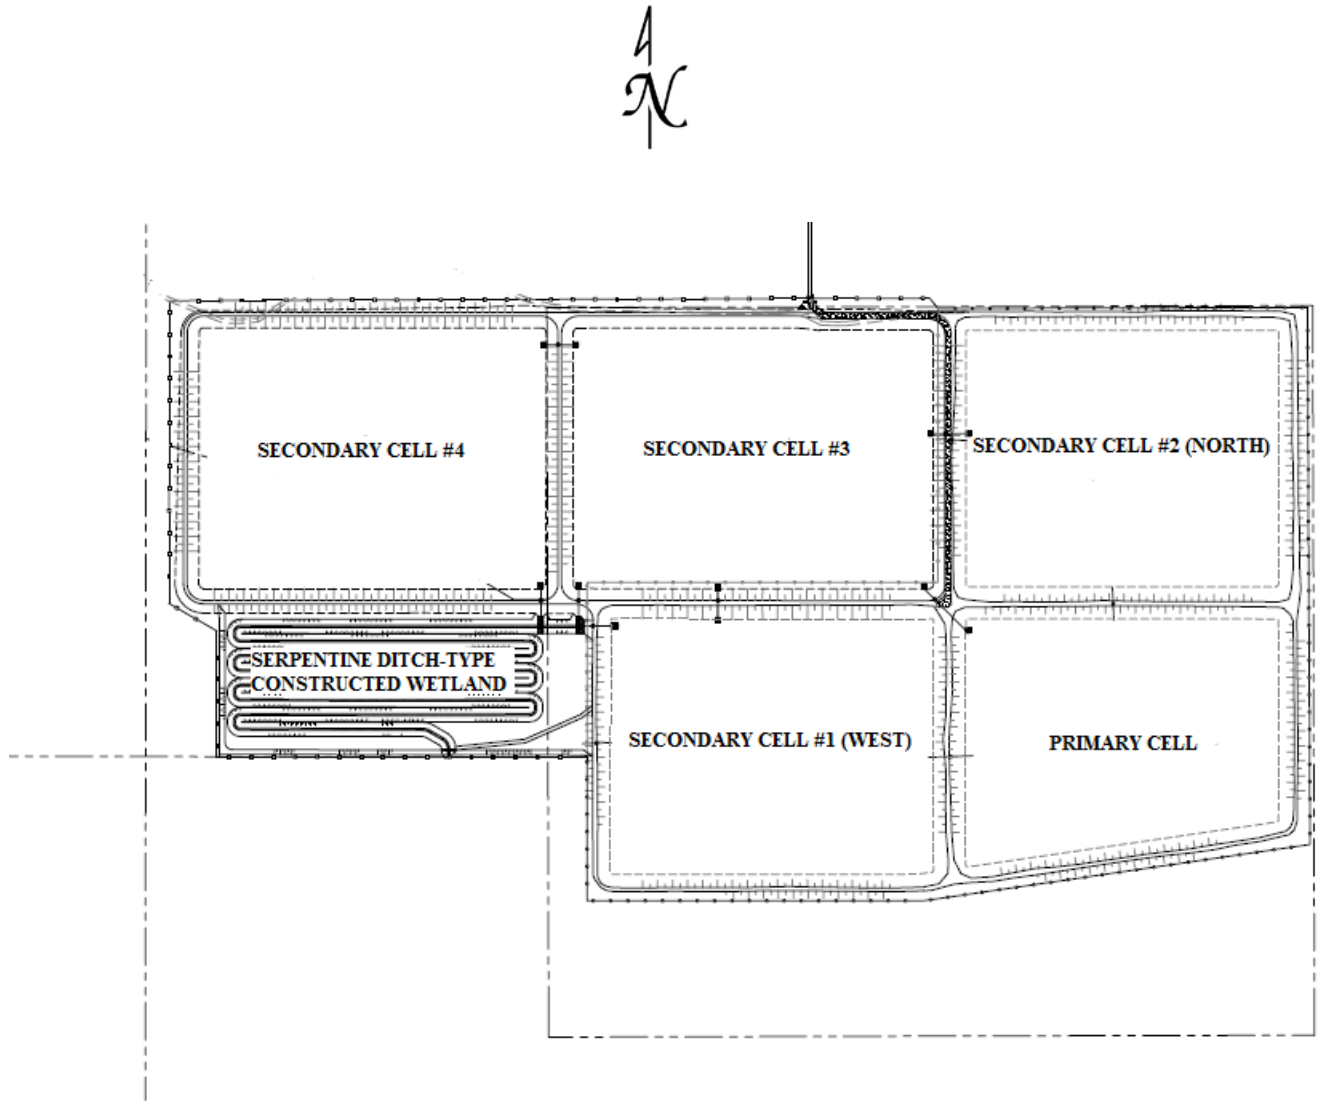 N
SECONDARY CELL #4
SECONDARY CELL #3
SECONDARY CELL #2 (NORTH)
SERPENTINE DITCH-TYPE
CONSTRUCTED WETLAND
SECONDARY CELL #1 (WEST)
PRIMARY CELL